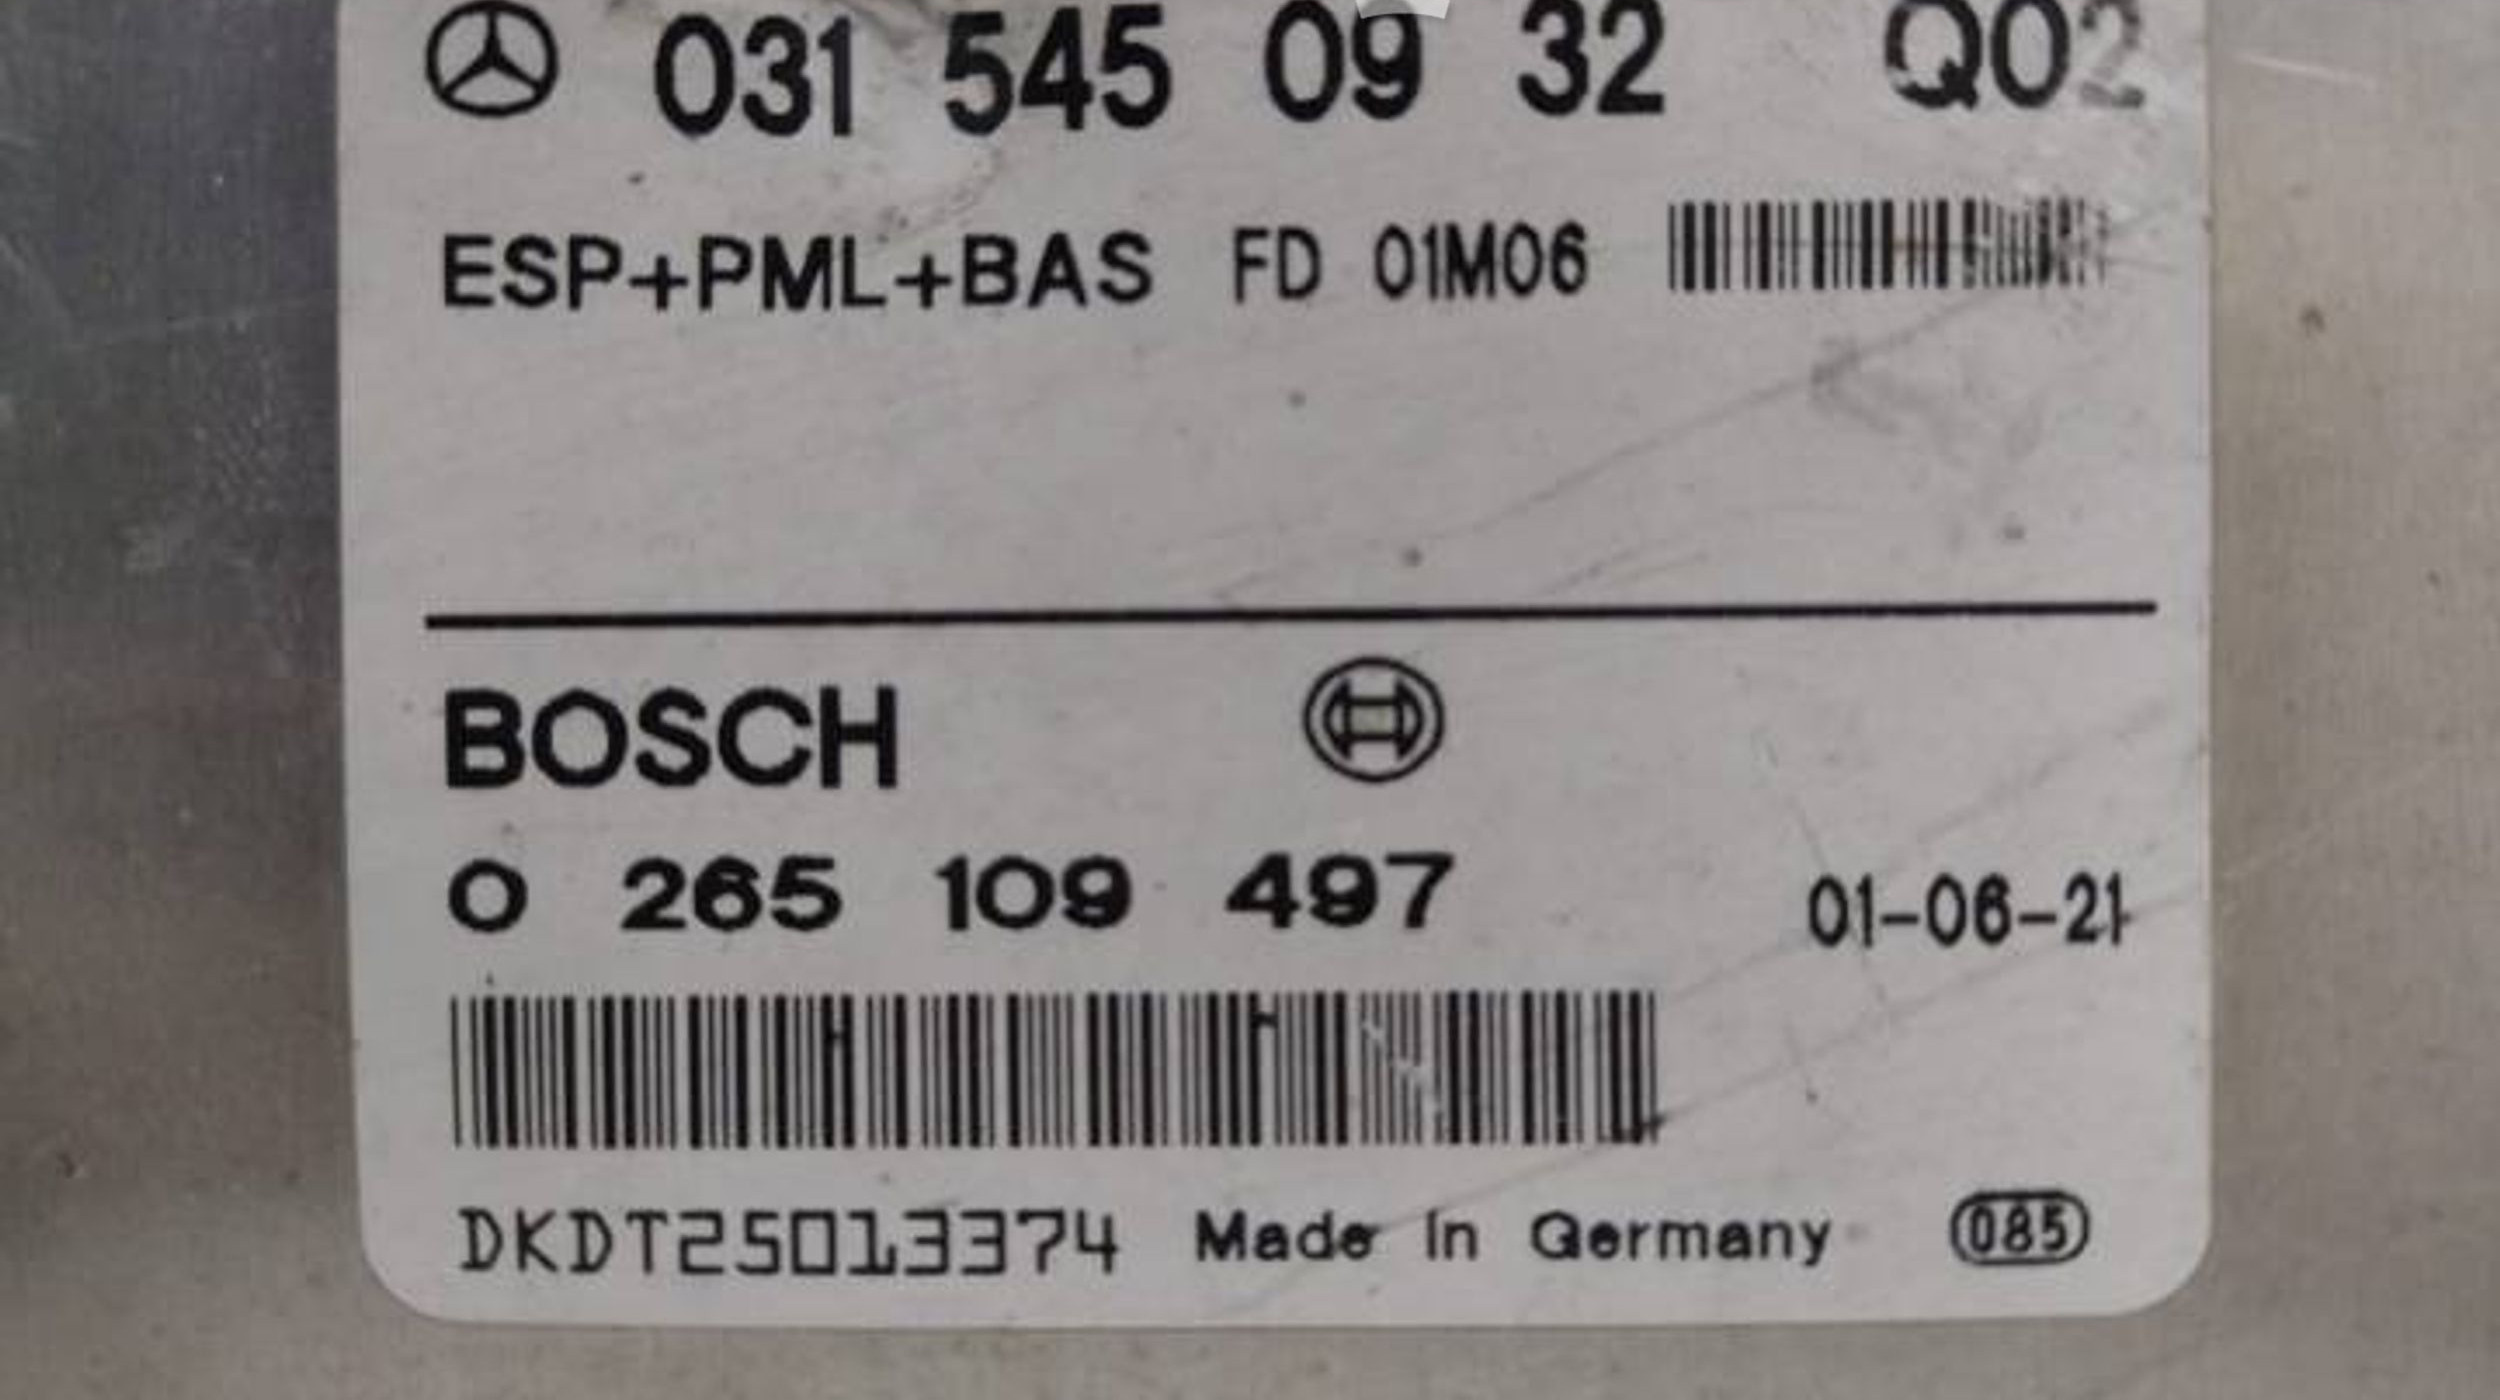 031 545 09 32 Q02
ESP+PML+BAS FD 01M06
BOSCH
0 265 109 497
01-06-21
DKDT25013374 Made in Germany 085